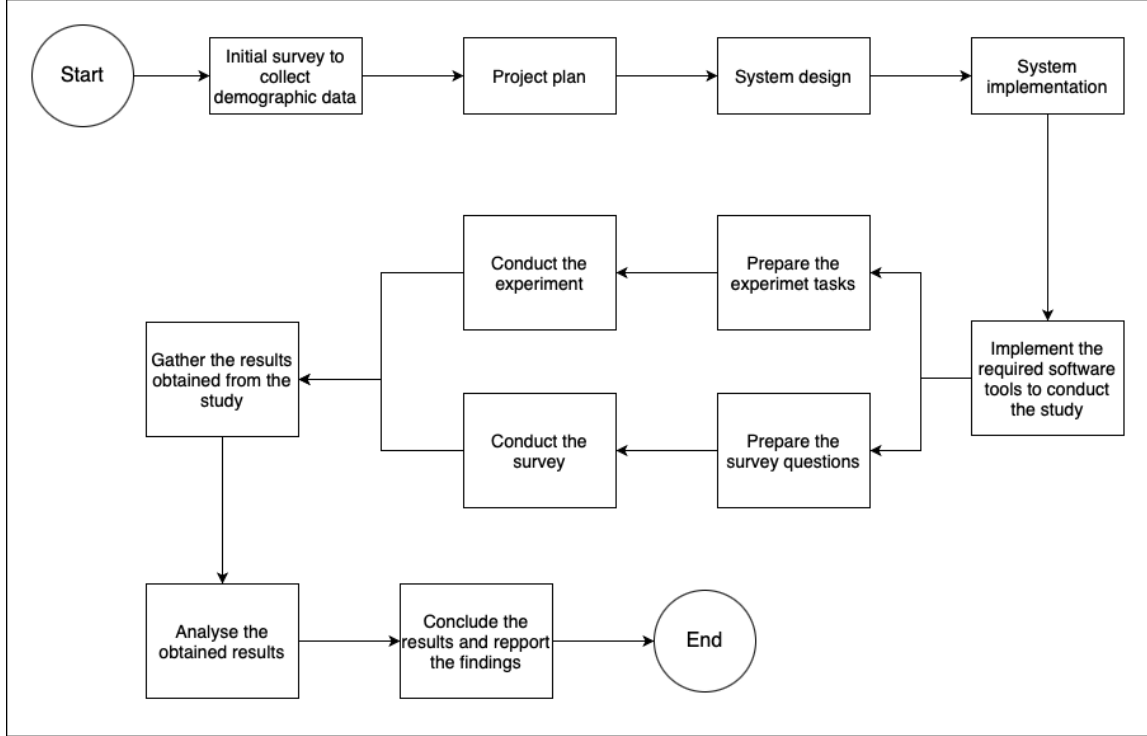 Start
Initial survey to
collect
demographic data
Project plan
System design
System
implementation
Conduct the
experiment
Prepare the
experimet tasks
Implement the
required software
tools to conduct
the study
Gather the results
obtained from the
study
Conduct the
survey
Prepare the
survey questions
Analyse the
obtained results
Conclude the
results and repport
the findings
End